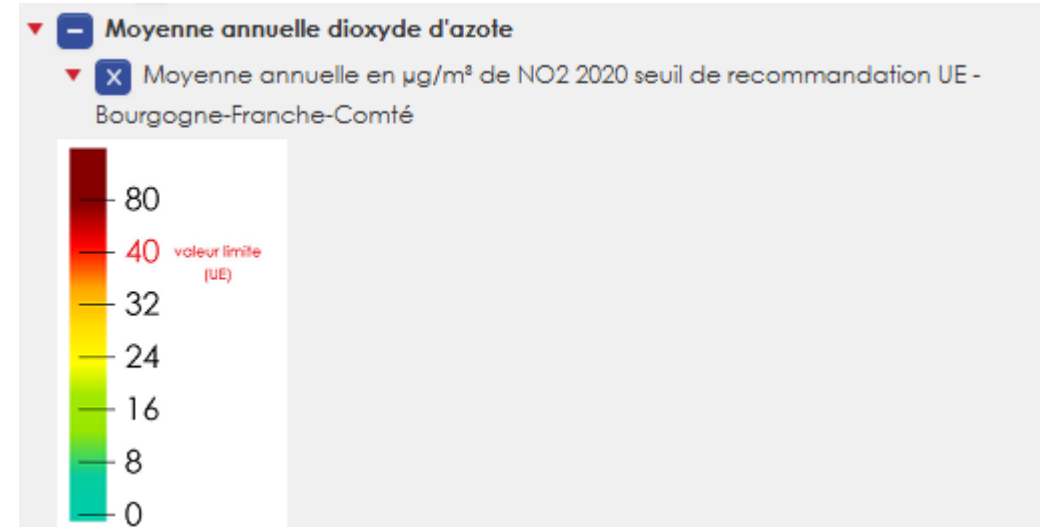 Moyenne annuelle dioxyde d'azote
Moyenne annuelle en µg/m³ de NO2 2020 seuil de recommandation UE -
Bourgogne-Franche-Comté
80
40 valeur limite
(UE)
32
24
16
8
0